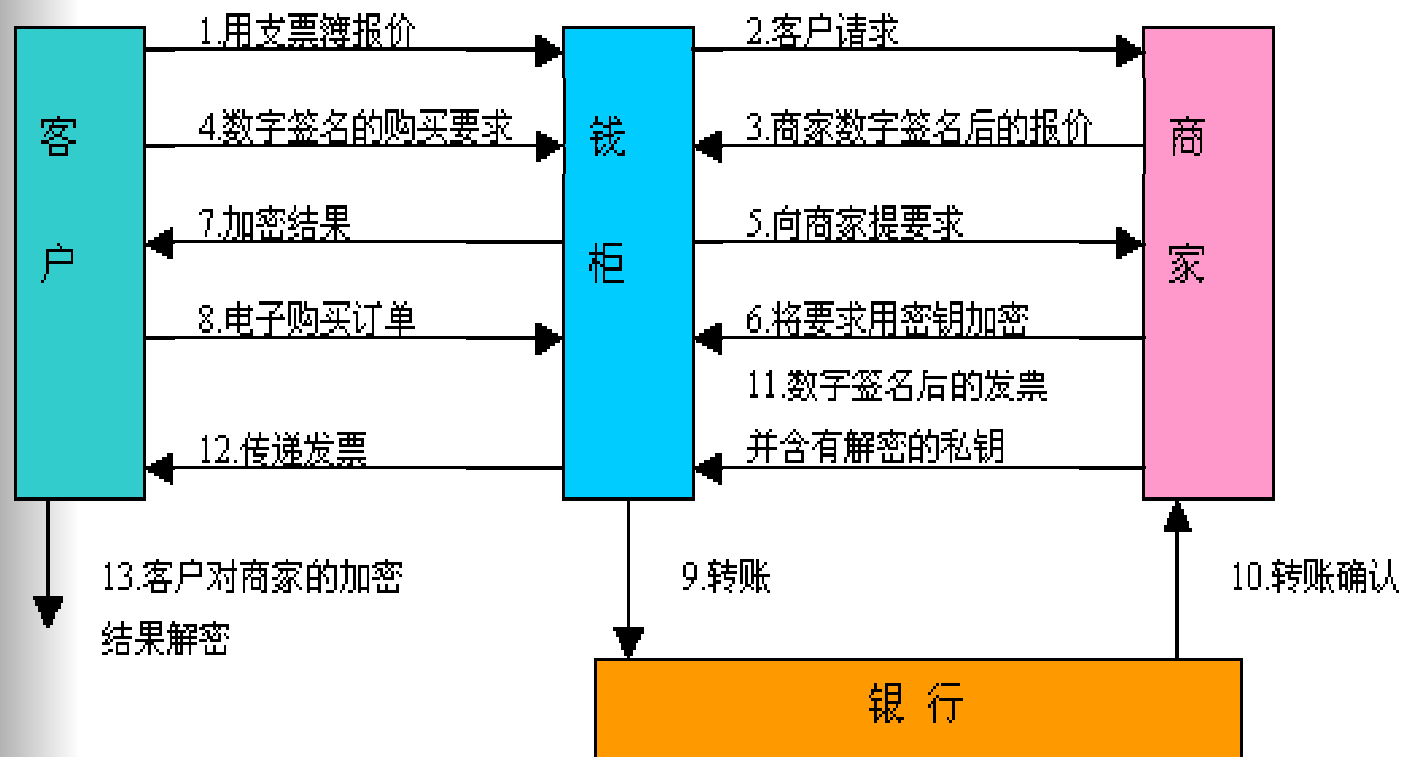 1.用支票簿报价
2.客户请求
客户
4.数字签名的购买要求
钱柜
3.商家数字签名后的报价
商家
7.加密结果
5.向商家提要求
8.电子购买订单
6.将要求用密钥加密
11.数字签名后的发票
并含有解密的私钥
12.传递发票
13.客户对商家的加密
结果解密
9.转账
10.转账确认
银行